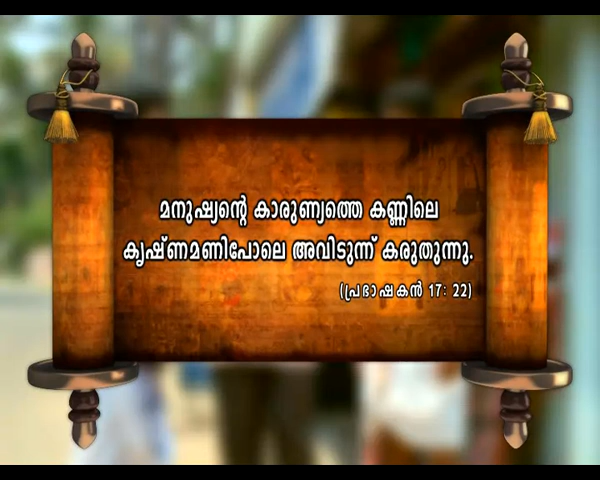 മനുഷ്യന്റെ കാരുണ്യത്തെ കണ്ണിലെ
കൃഷ്ണമണിപോലെ അവിടുന്ന് കരുതുന്നു.
(പ്രഭാഷകൻ 17: 22)